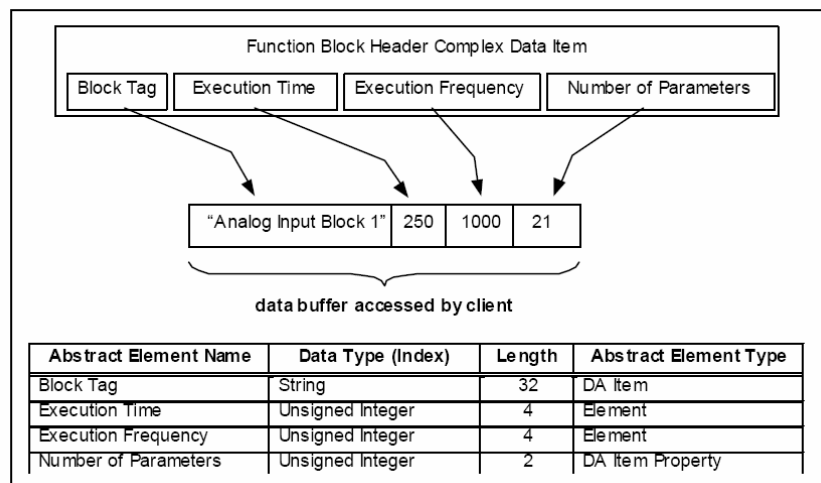 Function Block Header Complex Data Item
Block Tag Execution Time Execution Frequency Number of Parameters
“Analog Input Block 1” 250 1000 21
data buffer accessed by client
Abstract Element Name Data Type (Index) Length Abstract Element Type
Block Tag String 32 DA Item
Execution Time Unsigned Integer 4 Element
Execution Frequency Unsigned Integer 4 Element
Number of Parameters Unsigned Integer 2 DA Item Property